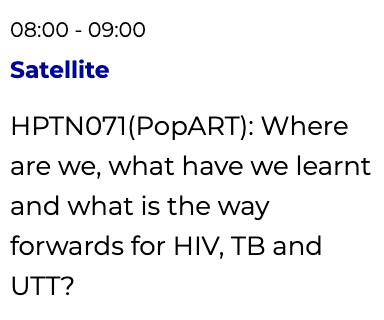 08:00 - 09:00
Satellite
HPTN071(PopART): Where
are we, what have we learnt
and what is the way
forwards for HIV, TB and
UTT?